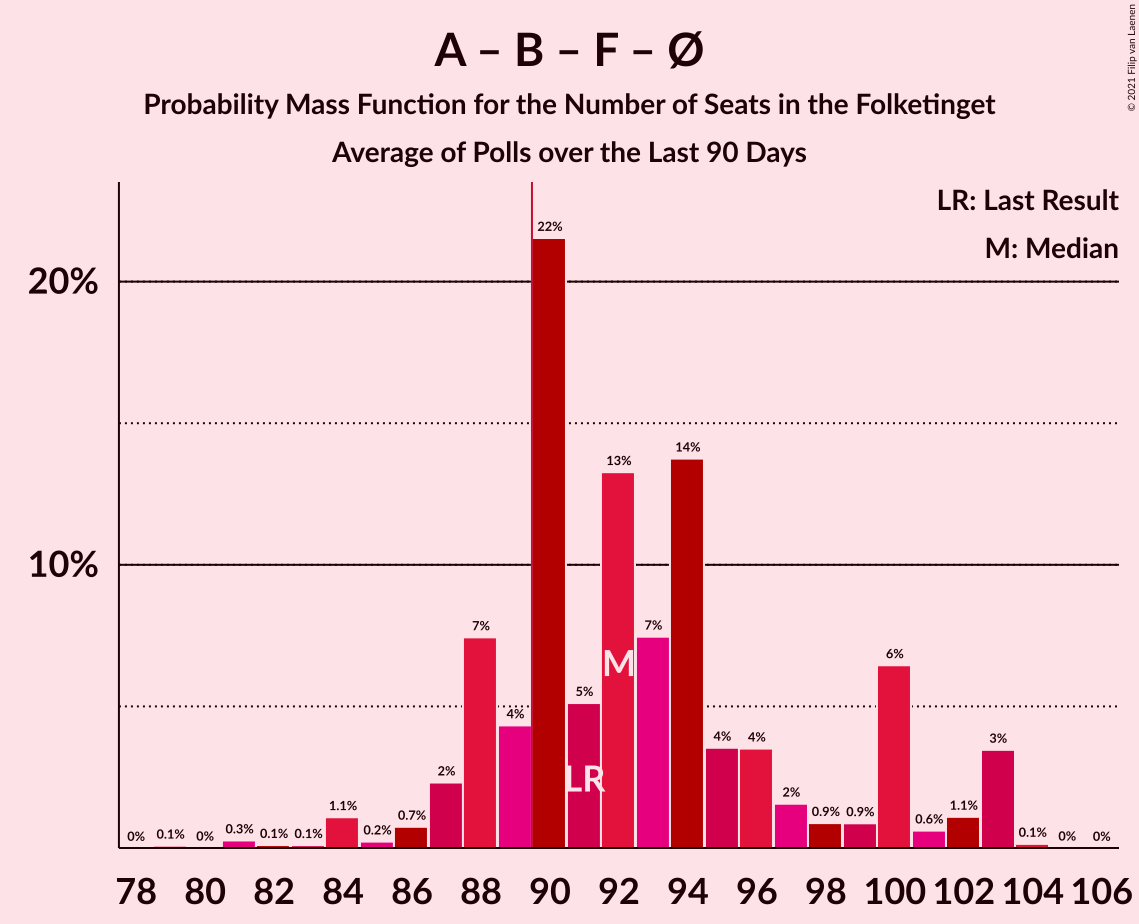 A – B – F – Ø
Probability Mass Function for the Number of Seats in the Folketinget
Average of Polls over the Last 90 Days
© 2021 Filip van Laenen
LR: Last Result
M: Median
20%
10%
0% 0.1% 0% 0.3% 0.1% 0.1% 1.1% 0.2% 0.7% 2% 7% 4% 22% 5% 13% 7% 14% 4% 4% 2% 0.9% 0.9% 6% 0.6% 1.1% 3% 0.1% 0% 0%
M
LR
78 80 82 84 86 88 90 92 94 96 98 100 102 104 106